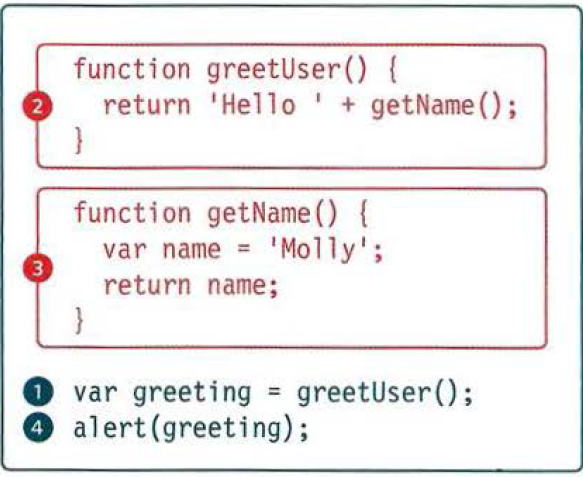 function greetUser() {
2 return 'Hello ' + getName();
}
function getName() {
var name = 'Molly';
3 return name;
}
1 var greeting = greetUser();
4 alert(greeting);